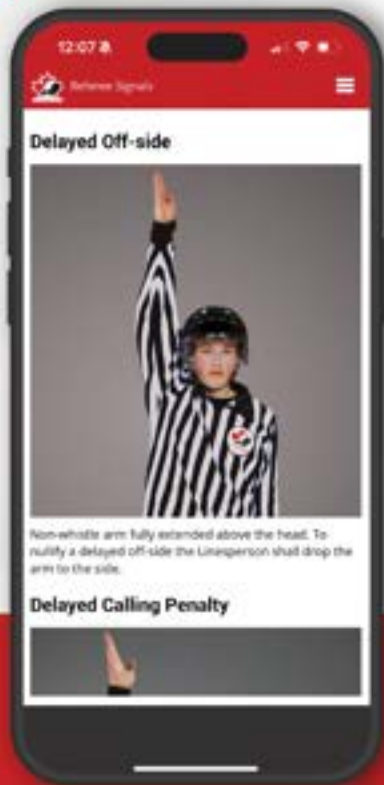 12:07
Referee Signals
Delayed Off-side
Non-whistle arm fully extended above the head. To
nullify a delayed off-side the Linesperson shall drop the
arm to the side.
Delayed Calling Penalty